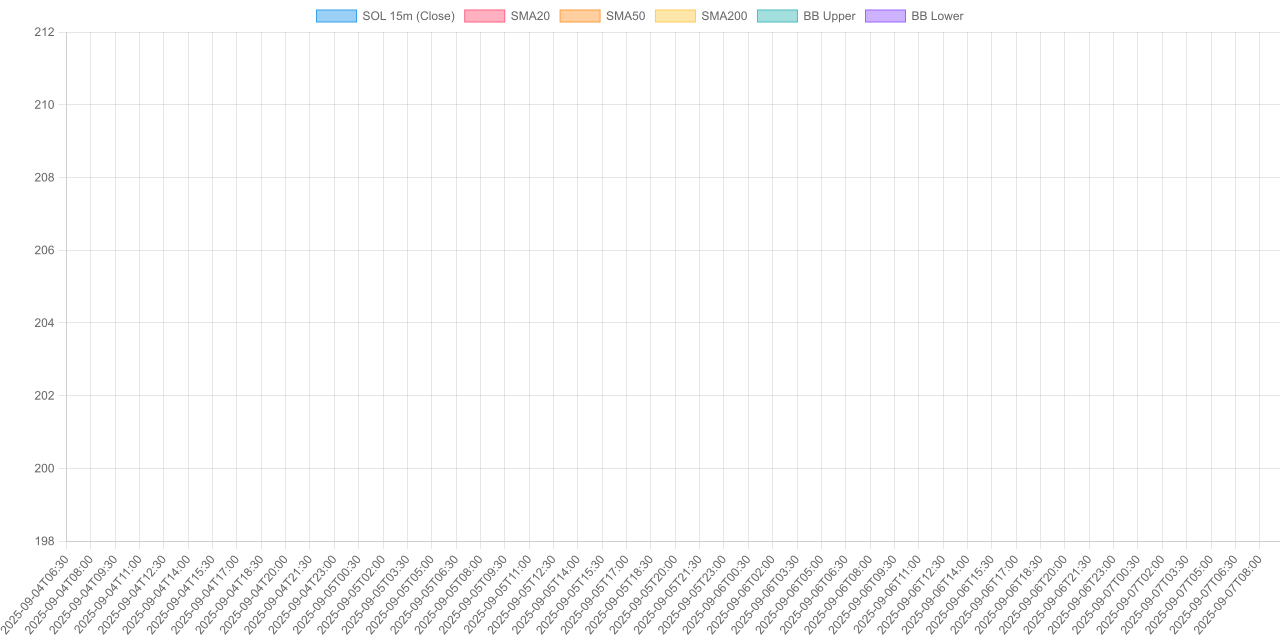 SOL 15m (Close) SMA20 SMA50 SMA200 BB Upper BB Lower
212
210
208
206
204
202
200
198
2025-09-04T06:30
2025-09-04T08:00
2025-09-04T09:30
2025-09-04T11:00
2025-09-04T12:30
2025-09-04T14:00
2025-09-04T15:30
2025-09-04T17:00
2025-09-04T18:30
2025-09-04T20:00
2025-09-04T21:30
2025-09-04T23:00
2025-09-05T00:30
2025-09-05T02:00
2025-09-05T03:30
2025-09-05T05:00
2025-09-05T06:30
2025-09-05T08:00
2025-09-05T09:30
2025-09-05T11:00
2025-09-05T12:30
2025-09-05T14:00
2025-09-05T15:30
2025-09-05T17:00
2025-09-05T18:30
2025-09-05T20:00
2025-09-05T21:30
2025-09-05T23:00
2025-09-06T00:30
2025-09-06T02:00
2025-09-06T03:30
2025-09-06T05:00
2025-09-06T06:30
2025-09-06T08:00
2025-09-06T09:30
2025-09-06T11:00
2025-09-06T12:30
2025-09-06T14:00
2025-09-06T15:30
2025-09-06T17:00
2025-09-06T18:30
2025-09-06T20:00
2025-09-06T21:30
2025-09-06T23:00
2025-09-07T00:30
2025-09-07T02:00
2025-09-07T03:30
2025-09-07T05:00
2025-09-07T06:30
2025-09-07T08:00